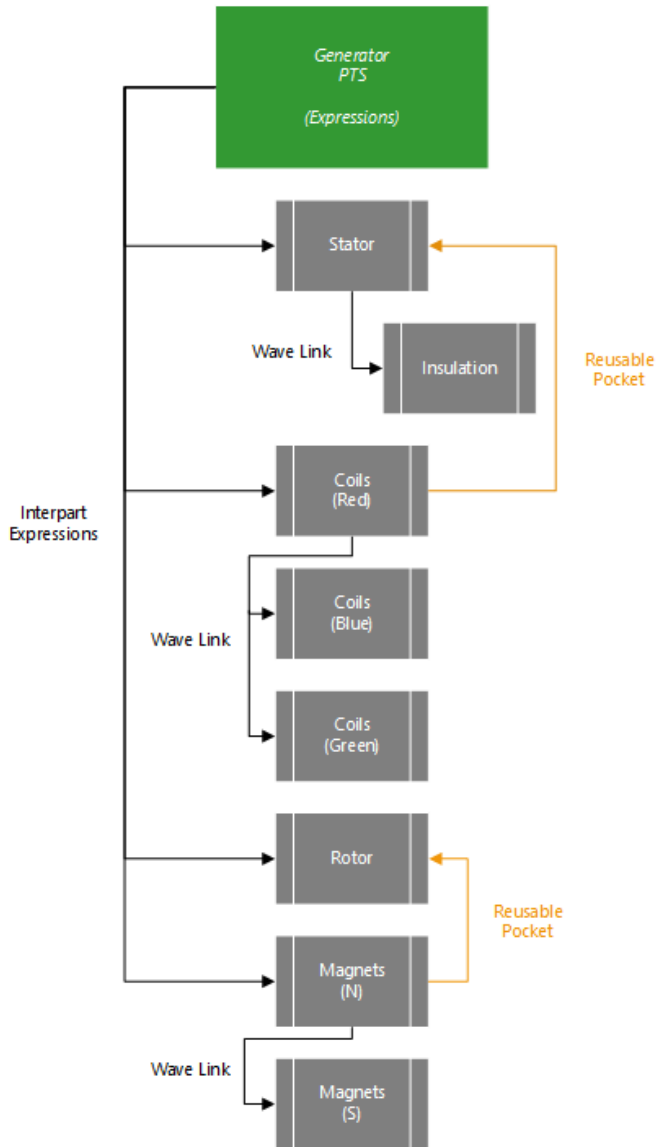 Generator
PTS
(Expressions)
Stator
Wave Link
Insulation
Reusable
Pocket
Coils
(Red)
Interpart
Expressions
Coils
(Blue)
Wave Link
Coils
(Green)
Rotor
Reusable
Pocket
Magnets
(N)
Wave Link
Magnets
(S)